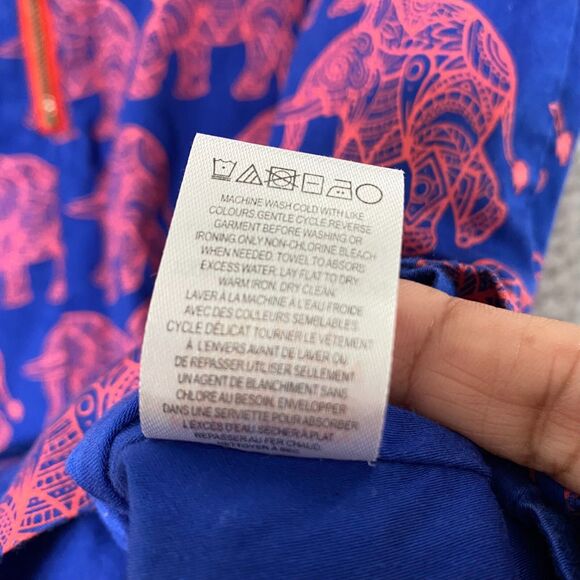 MACHINE WASH COLD WITH LIKE
COLOURS.GENTLE CYCLE.REVERSE
GARMENT BEFORE WASHING OR
IRONING.ONLY NON-CHLORINE BLEACH
WHEN NEEDED. TOWEL TO ABSORB
EXCESS WATER. LAY FLAT TO DRY.
WARM IRON. DRY CLEAN.
LAVER À LA MACHINE À L'EAU FROIDE
AVEC DES COULEURS SEMBLABLES.
CYCLE DÉLICAT TOURNER LE VÊTEMENT
À L'ENVERS AVANT DE LAVER OU
DE REPASSER.UTILISER SEULEMENT
UN AGENT DE BLANCHIMENT SANS
CHLORE AU BESOIN, ENVELOPPER
DANS UNE SERVIETTE POUR ABSORBER
L'EXCES D'EAU.SÉCHER À PLAT.
REPASSER AU FER CHAUD.